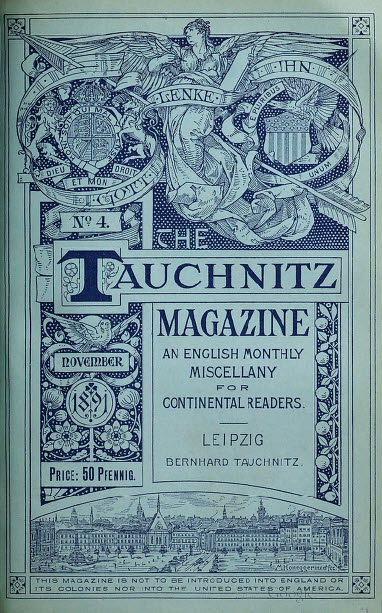 LENKE IHN GOTT
E PLURIBUS UNUM
DIEU ET MON DROIT
Nº 4.
THE
TAUCHNITZ
MAGAZINE
AN ENGLISH MONTHLY
MISCELLANY
FOR
CONTINENTAL READERS.
NOVEMBER
1891
LEIPZIG
BERNHARD TAUCHNITZ.
PRICE: 50 PFENNIG.
THIS MAGAZINE IS NOT TO BE INTRODUCED INTO ENGLAND OR
ITS COLONIES NOR INTO THE UNITED STATES OF AMERICA.